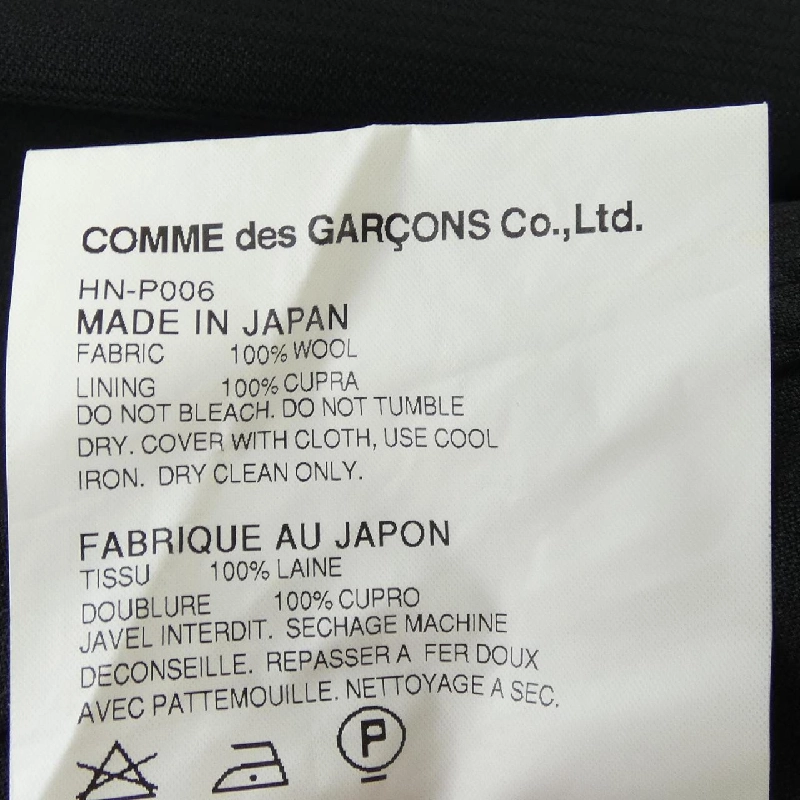 COMME des GARÇONS Co.,Ltd.
HN-P006
MADE IN JAPAN
FABRIC 100% WOOL
LINING 100% CUPRA
DO NOT BLEACH. DO NOT TUMBLE
DRY. COVER WITH CLOTH, USE COOL
IRON. DRY CLEAN ONLY.
FABRIQUE AU JAPON
TISSU 100% LAINE
DOUBLURE 100% CUPRO
JAVEL INTERDIT. SECHAGE MACHINE
DECONSEILLE. REPASSER A FER DOUX
AVEC PATTEMOUILLE. NETTOYAGE A SEC.
P